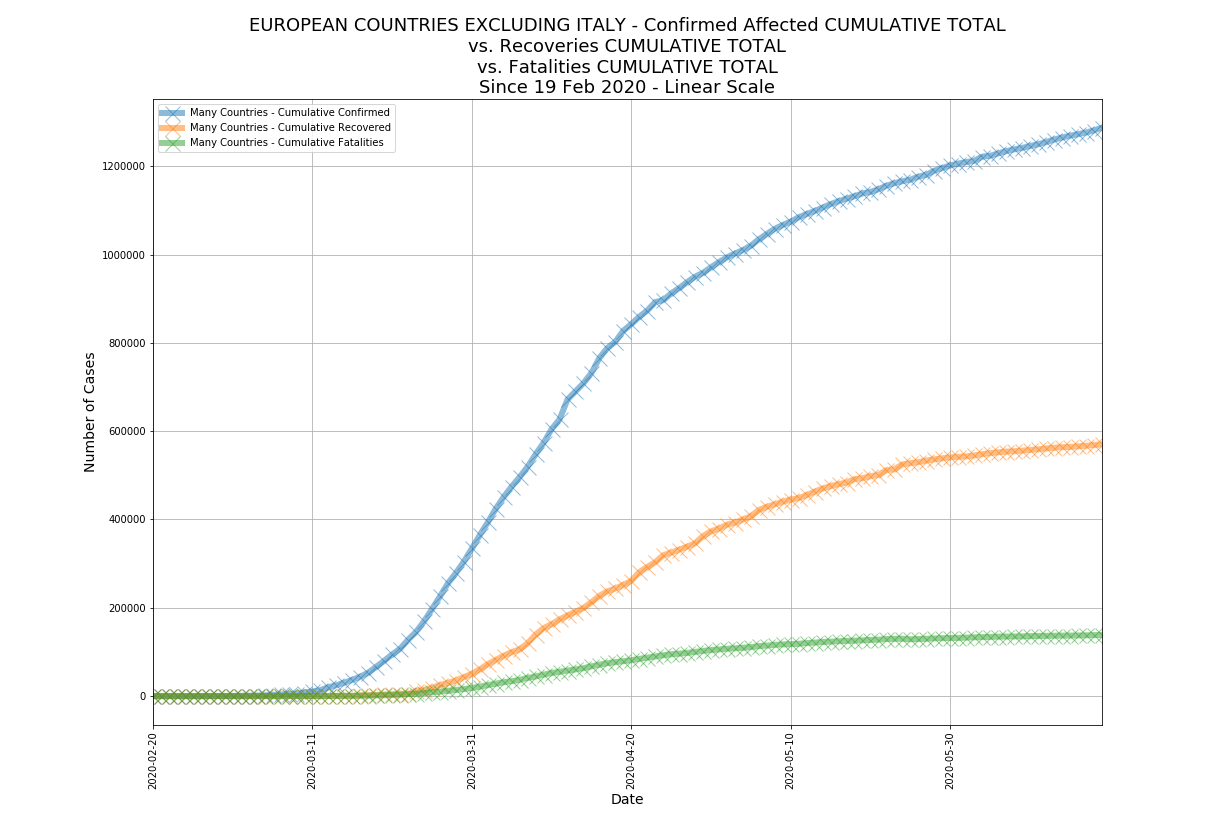 EUROPEAN COUNTRIES EXCLUDING ITALY - Confirmed Affected CUMULATIVE TOTAL
vs. Recoveries CUMULATIVE TOTAL
vs. Fatalities CUMULATIVE TOTAL
Since 19 Feb 2020 - Linear Scale
Many Countries - Cumulative Confirmed
Many Countries - Cumulative Recovered
Many Countries - Cumulative Fatalities
Number of Cases
1200000
1000000
800000
600000
400000
200000
0
2020-02-20
2020-03-11
2020-03-31
2020-04-20
2020-05-10
2020-05-30
Date